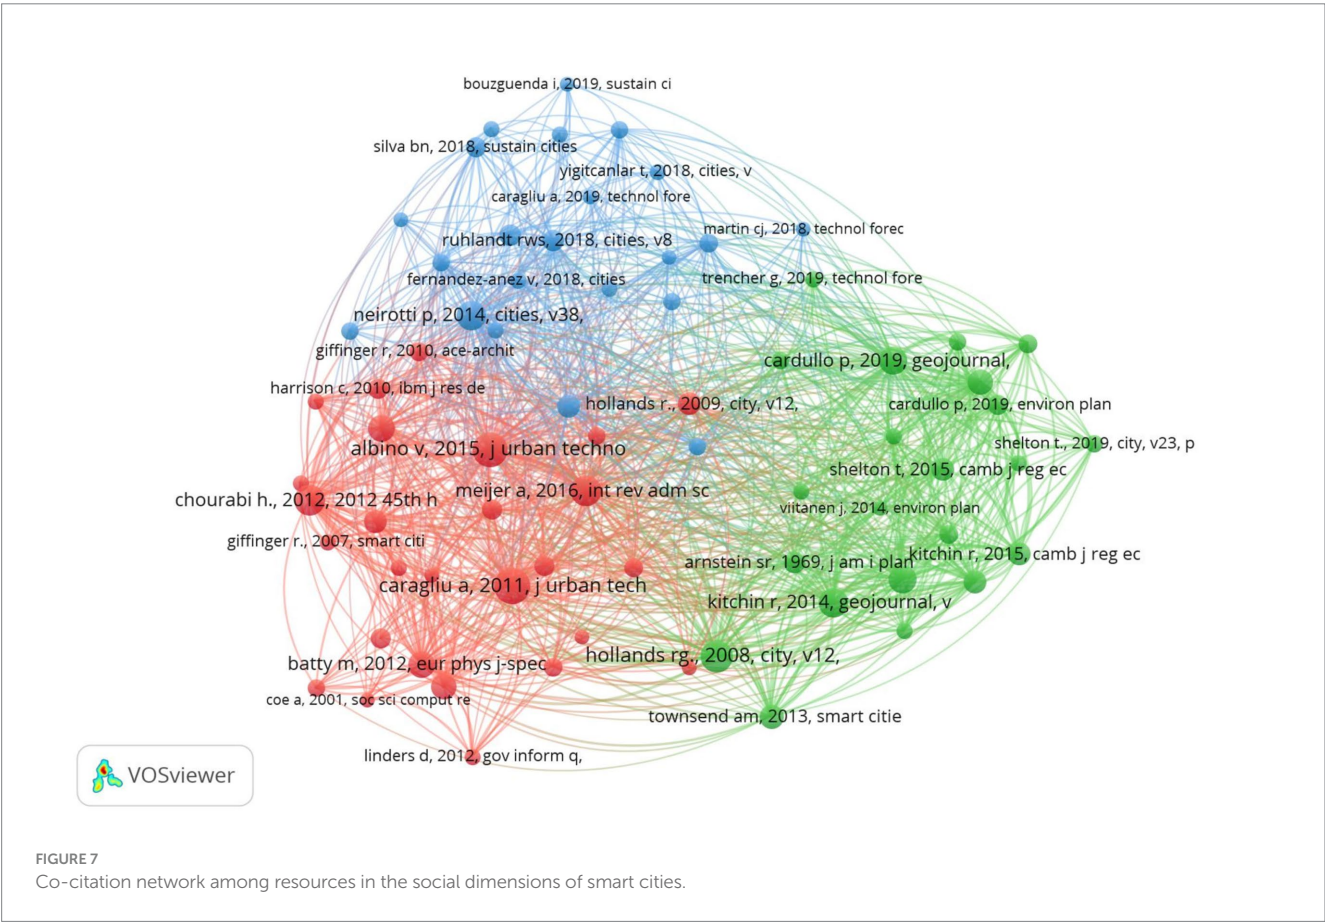 bouzguenda i, 2019, sustain ci
silva bn, 2018, sustain cities
yigitcanlar t, 2018, cities, v
caragliu a, 2019, technol fore
martin cj, 2018, technol forec
ruhlandt rws, 2018, cities, v8
fernandez-anez v, 2018, cities
trencher g, 2019, technol fore
neirotti p, 2014, cities, v38,
giffinger r, 2010, ace-archit
cardullo p, 2019, geojournal,
harrison c, 2010, ibm j res de
hollands r., 2009, city, v12,
cardullo p, 2019, environ plan
albino v, 2015, j urban techno
shelton t., 2019, city, v23, p
shelton t, 2015, camb j reg ec
meijer a, 2016, int rev adm sc
chourabi h., 2012, 2012 45th h
viitanen j, 2014, environ plan
giffinger r., 2007, smart citi
kitchin r, 2015, camb j reg ec
arnstein sr, 1969, j am i plan
caragliu a, 2011, j urban tech
kitchin r, 2014, geojournal, v
hollands rg., 2008, city, v12,
batty m, 2012, eur phys j-spec
coe a, 2001, soc sci comput re
townsend am, 2013, smart citie
linders d, 2012, gov inform q,
VOSviewer
FIGURE 7
Co-citation network among resources in the social dimensions of smart cities.